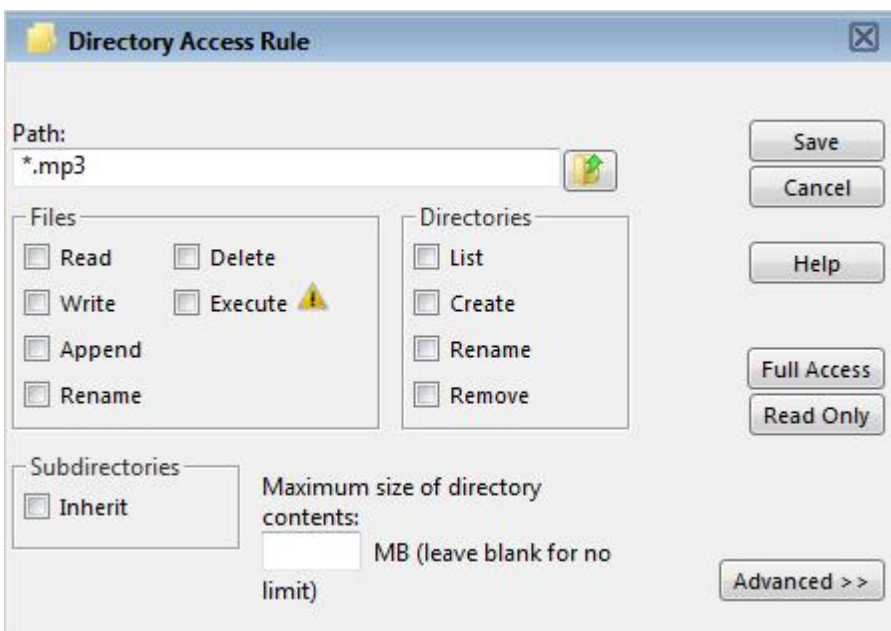 Directory Access Rule
Path:
*.mp3
Save
Cancel
Files
Directories
Read
Delete
List
Help
Write
Execute
Create
Append
Rename
Full Access
Rename
Remove
Read Only
Subdirectories
Inherit
Maximum size of directory
contents:
MB (leave blank for no
limit)
Advanced >>